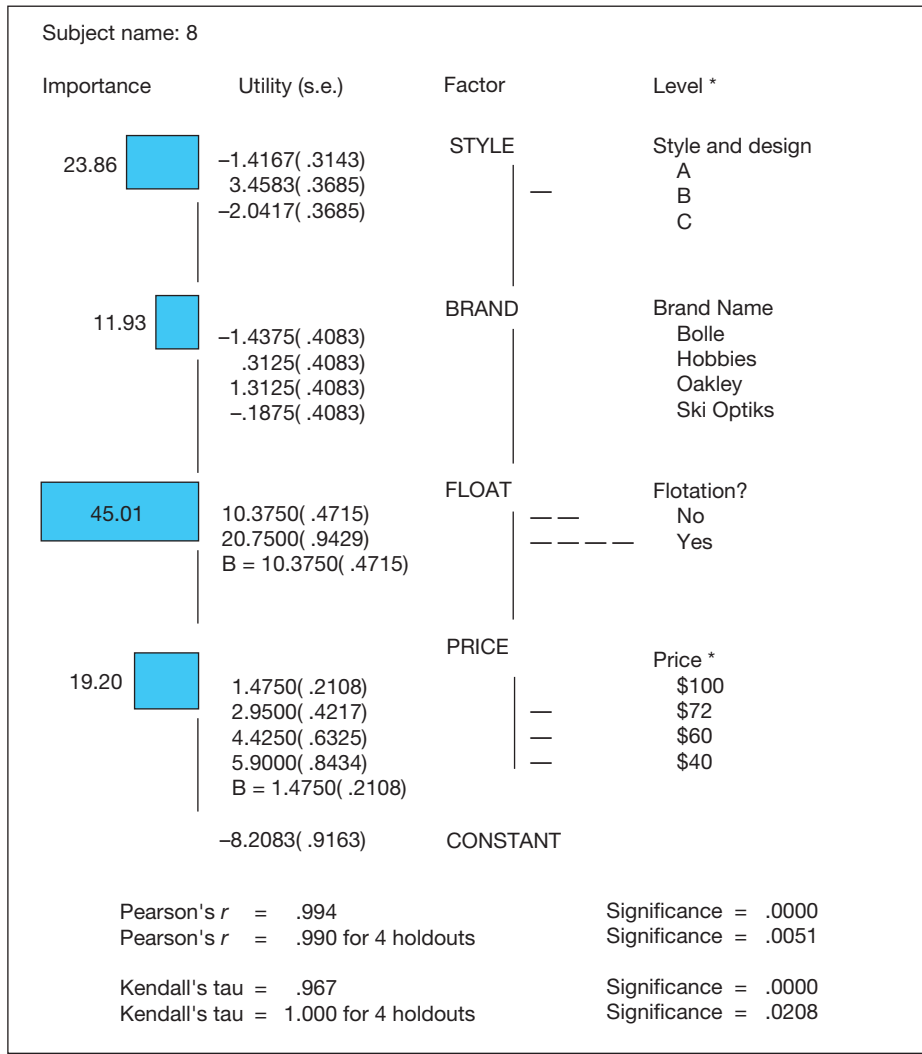 Subject name: 8
Importance Utility (s.e.) Factor Level *
23.86 STYLE Style and design
–1.4167( .3143) A
3.4583( .3685) B
–2.0417( .3685) C
11.93 BRAND Brand Name
–1.4375( .4083) Bolle
.3125( .4083) Hobbies
1.3125( .4083) Oakley
–.1875( .4083) Ski Optiks
45.01 FLOAT Flotation?
10.3750( .4715) No
20.7500( .9429) Yes
B = 10.3750( .4715)
19.20 PRICE Price *
1.4750( .2108) $100
2.9500( .4217) $72
4.4250( .6325) $60
5.9000( .8434) $40
B = 1.4750( .2108)
–8.2083( .9163) CONSTANT
Pearson's r = .994 Significance = .0000
Pearson's r = .990 for 4 holdouts Significance = .0051
Kendall's tau = .967 Significance = .0000
Kendall's tau = 1.000 for 4 holdouts Significance = .0208